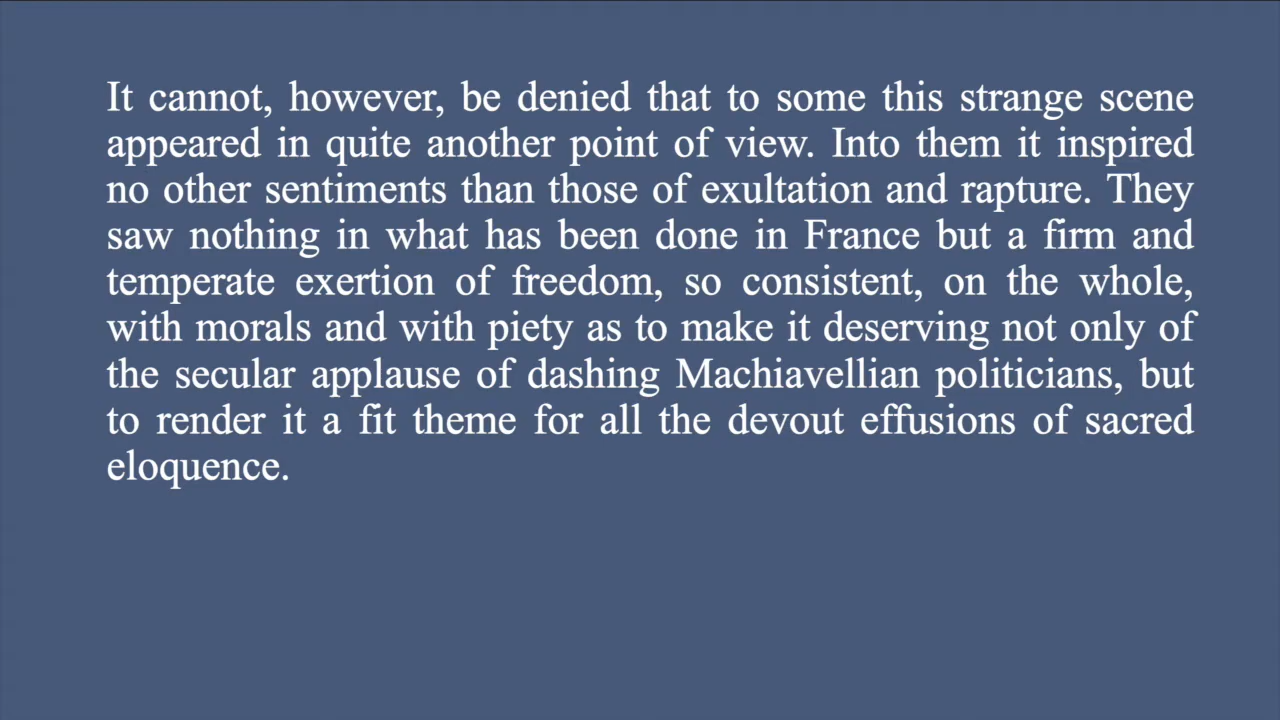 It cannot, however, be denied that to some this strange scene
appeared in quite another point of view. Into them it inspired
no other sentiments than those of exultation and rapture. They
saw nothing in what has been done in France but a firm and
temperate exertion of freedom, so consistent, on the whole,
with morals and with piety as to make it deserving not only of
the secular applause of dashing Machiavellian politicians, but
to render it a fit theme for all the devout effusions of sacred
eloquence.